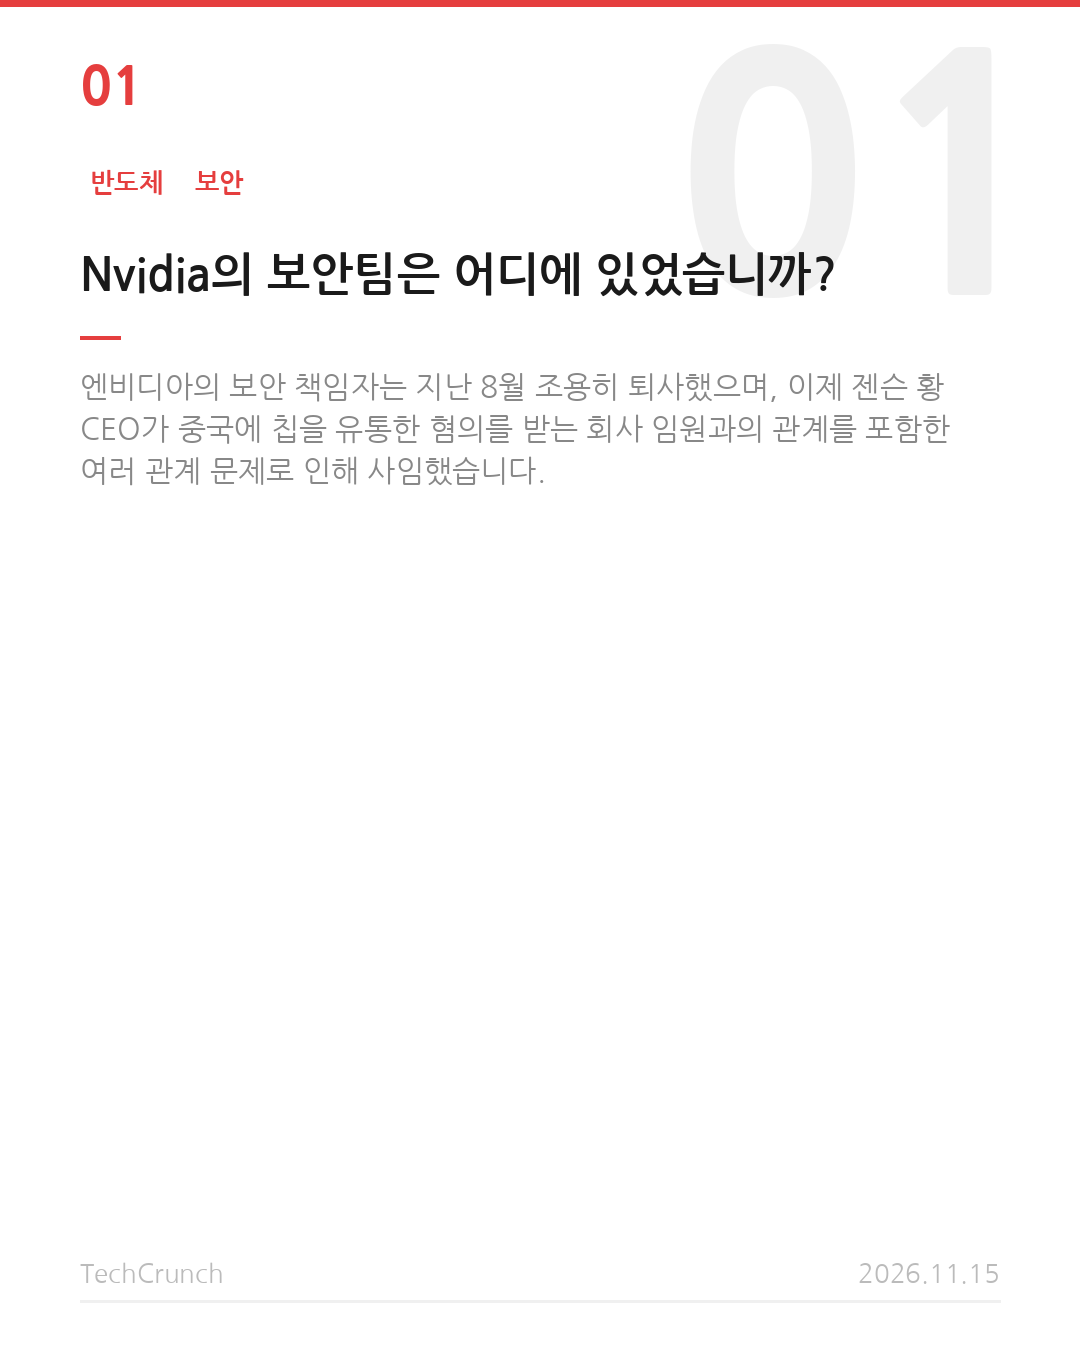 01
01
반도체 보안
Nvidia의 보안팀은 어디에 있었습니까?
엔비디아의 보안 책임자는 지난 8월 조용히 퇴사했으며, 이제 젠슨 황
CEO가 중국에 칩을 유통한 혐의를 받는 회사 임원과의 관계를 포함한
여러 관계 문제로 인해 사임했습니다.
TechCrunch 2026.11.15